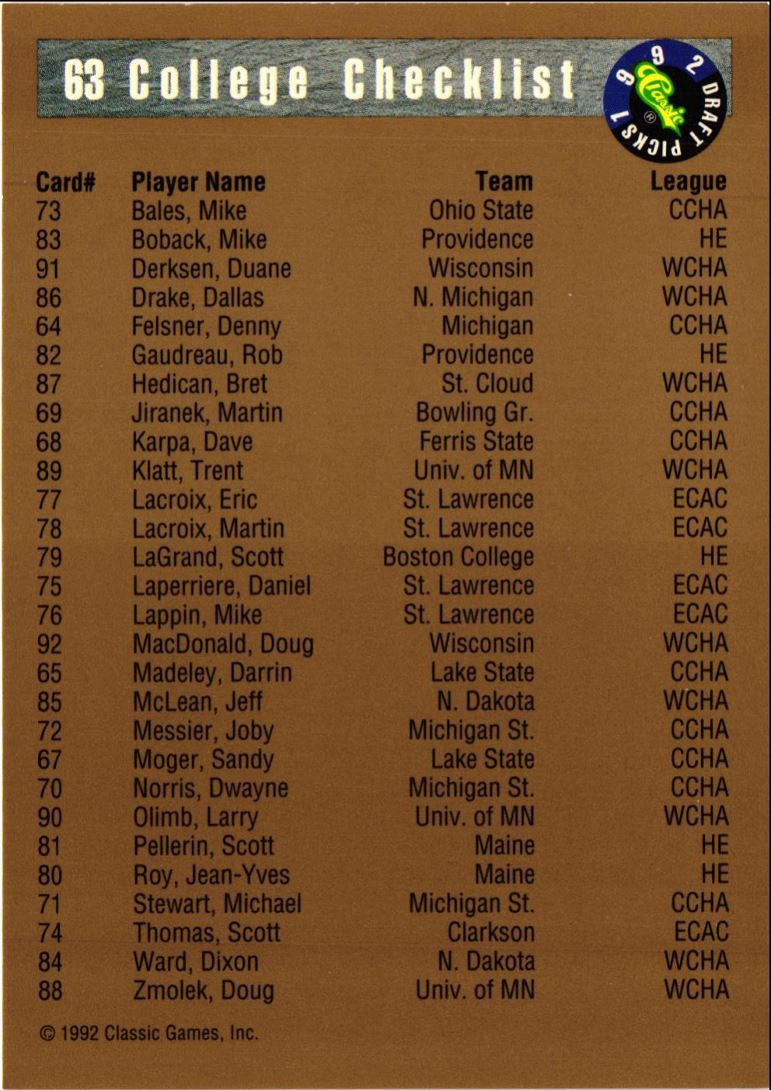 63 College Checklist
1992 DRAFT PICKS
Classic ®
Card# Player Name Team League
73 Bales, Mike Ohio State CCHA
83 Boback, Mike Providence HE
91 Derksen, Duane Wisconsin WCHA
86 Drake, Dallas N. Michigan WCHA
64 Felsner, Denny Michigan CCHA
82 Gaudreau, Rob Providence HE
87 Hedican, Bret St. Cloud WCHA
69 Jiranek, Martin Bowling Gr. CCHA
68 Karpa, Dave Ferris State CCHA
89 Klatt, Trent Univ. of MN WCHA
77 Lacroix, Eric St. Lawrence ECAC
78 Lacroix, Martin St. Lawrence ECAC
79 LaGrand, Scott Boston College HE
75 Laperriere, Daniel St. Lawrence ECAC
76 Lappin, Mike St. Lawrence ECAC
92 MacDonald, Doug Wisconsin WCHA
65 Madeley, Darrin Lake State CCHA
85 McLean, Jeff N. Dakota WCHA
72 Messier, Joby Michigan St. CCHA
67 Moger, Sandy Lake State CCHA
70 Norris, Dwayne Michigan St. CCHA
90 Olimb, Larry Univ. of MN WCHA
81 Pellerin, Scott Maine HE
80 Roy, Jean-Yves Maine HE
71 Stewart, Michael Michigan St. CCHA
74 Thomas, Scott Clarkson ECAC
84 Ward, Dixon N. Dakota WCHA
88 Zmolek, Doug Univ. of MN WCHA
© 1992 Classic Games, Inc.